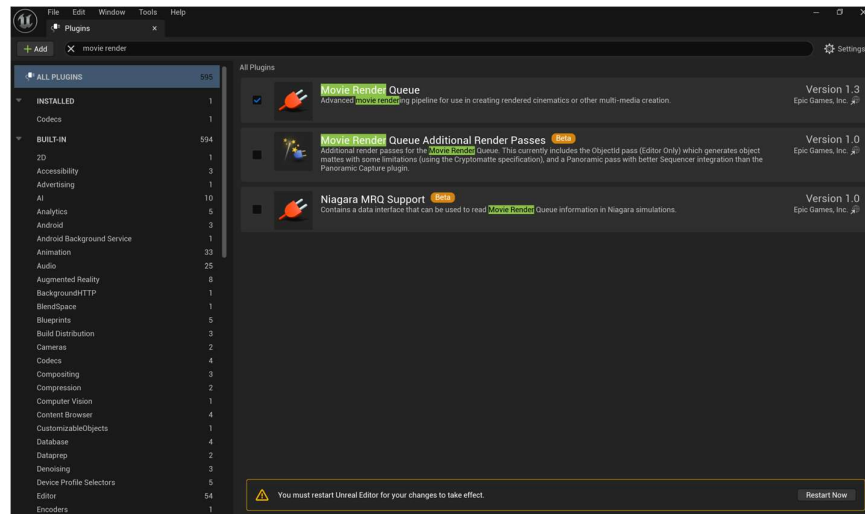 File Edit Window Tools Help
Plugins x
+ Add movie render Settings
ALL PLUGINS 595
INSTALLED 1
Codecs 1
BUILT-IN 594
2D 1
Accessibility 3
Advertising 1
AI 10
Analytics 5
Android 3
Android Background Service 1
Animation 33
Audio 25
Augmented Reality 8
BackgroundHTTP 1
BlendSpace 1
Blueprints 5
Build Distribution 3
Cameras 2
Codecs 4
Compositing 3
Compression 2
Computer Vision 1
Content Browser 4
CustomizableObjects 1
Database 4
Dataprep 2
Denoising 3
Device Profile Selectors 5
Editor 54
Encoders 1
All Plugins
Movie Render Queue Version 1.3
Advanced movie rendering pipeline for use in creating rendered cinematics or other multi-media creation. Epic Games, Inc.
Movie Render Queue Additional Render Passes Beta Version 1.0
Additional render passes for the Movie Render Queue. This currently includes the ObjectId pass (Editor Only) which generates object Epic Games, Inc.
mattes with some limitations (using the Cryptomatte specification), and a Panoramic pass with better Sequencer integration than the
Panoramic Capture plugin.
Niagara MRQ Support Beta Version 1.0
Contains a data interface that can be used to read Movie Render Queue information in Niagara simulations. Epic Games, Inc.
You must restart Unreal Editor for your changes to take effect. Restart Now